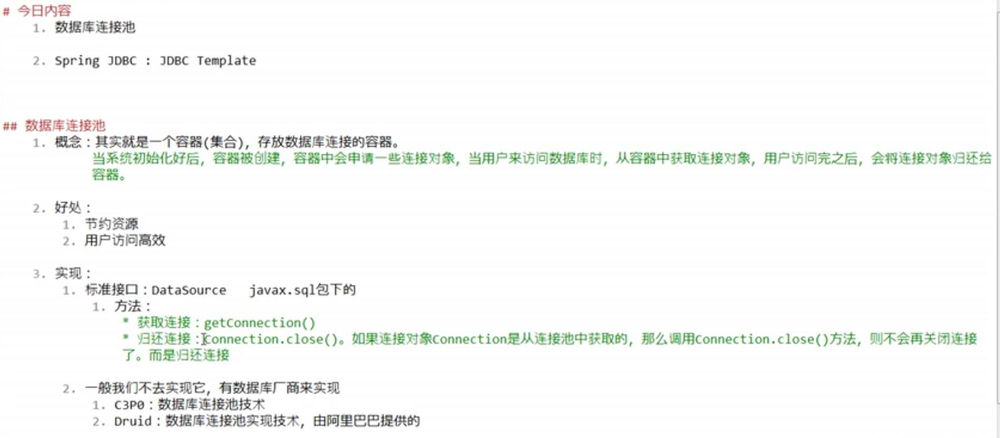 # 今日内容
1. 数据库连接池
2. Spring JDBC : JDBC Template
## 数据库连接池
1. 概念：其实就是一个容器(集合)，存放数据库连接的容器。
当系统初始化好后，容器被创建，容器中会申请一些连接对象，当用户来访问数据库时，从容器中获取连接对象，用户访问完之后，会将连接对象归还给
容器。
2. 好处：
1. 节约资源
2. 用户访问高效
3. 实现：
1. 标准接口：DataSource   javax.sql包下的
1. 方法：
* 获取连接：getConnection()
* 归还连接：Connection.close()。如果连接对象Connection是从连接池中获取的，那么调用Connection.close()方法，则不会再关闭连接
了。而是归还连接
2. 一般我们不去实现它，有数据库厂商来实现
1. C3P0：数据库连接池技术
2. Druid：数据库连接池实现技术，由阿里巴巴提供的